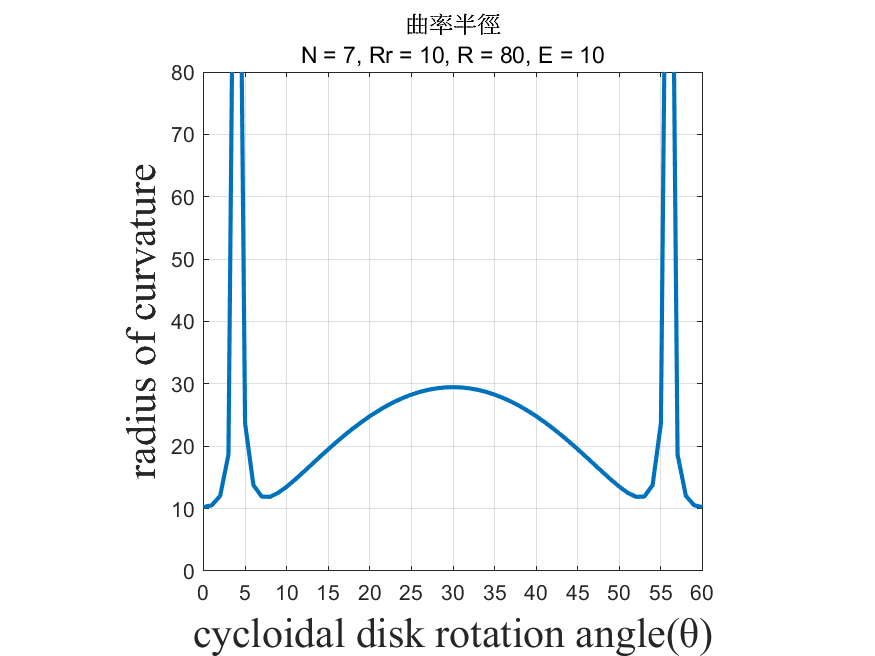 曲率半徑
N = 7, Rr = 10, R = 80, E = 10
radius of curvature
80
70
60
50
40
30
20
10
0
0 5 10 15 20 25 30 35 40 45 50 55 60
cycloidal disk rotation angle(θ)